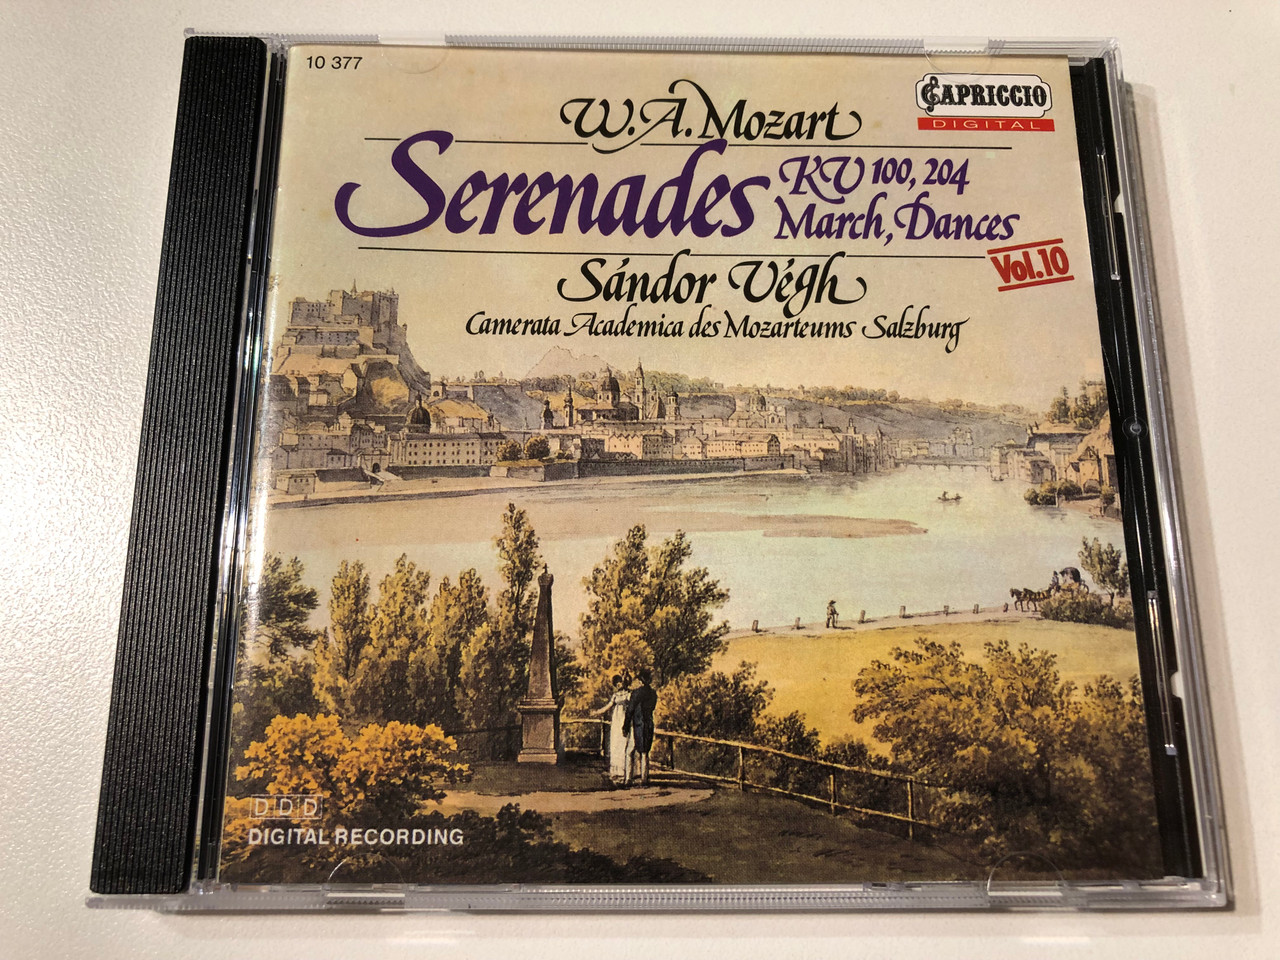 10 377
CAPRICCIO
DIGITAL
W.A. Mozart
Serenades
KV 100, 204
March, Dances
Vol.10
Sándor Végh
Camerata Academica des Mozarteums Salzburg
DDD
DIGITAL RECORDING